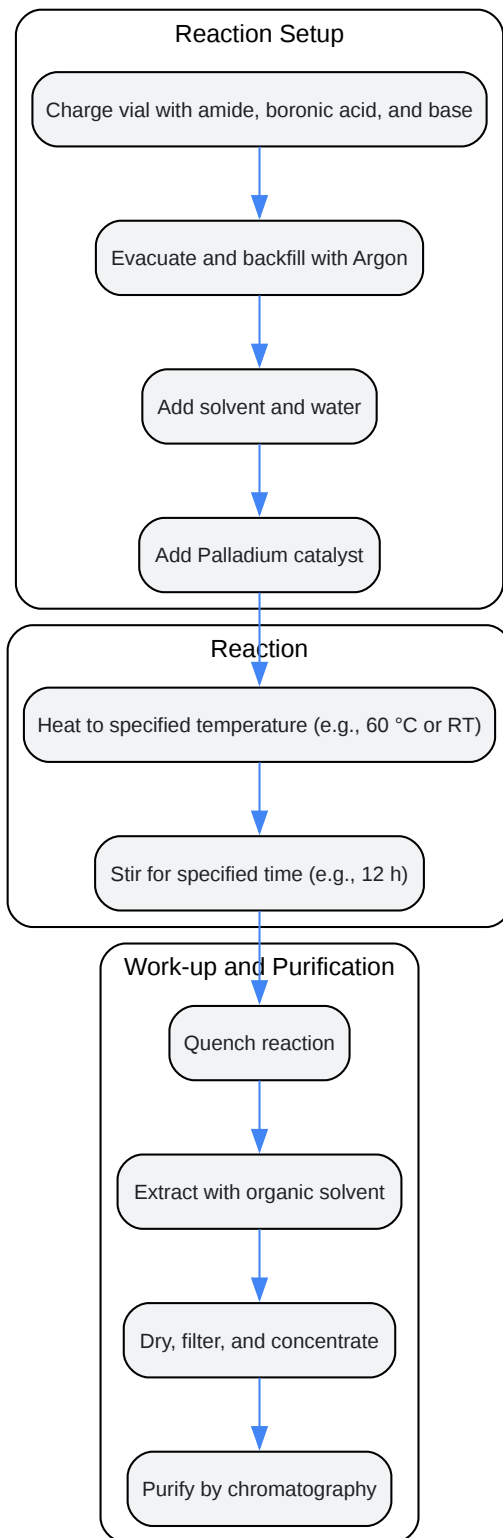 Reaction Setup
Charge vial with amide, boronic acid, and base
Evacuate and backfill with Argon
Add solvent and water
Add Palladium catalyst
Reaction
Heat to specified temperature (e.g., 60 °C or RT)
Stir for specified time (e.g., 12 h)
Work-up and Purification
Quench reaction
Extract with organic solvent
Dry, filter, and concentrate
Purify by chromatography